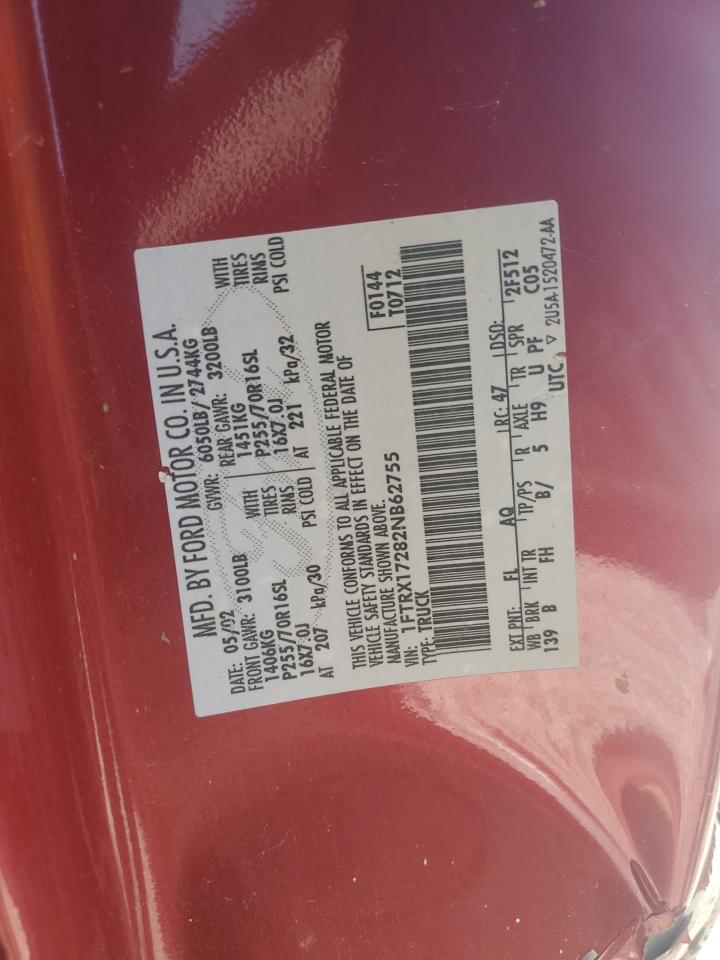 MFD. BY FORD MOTOR CO. IN U.S.A.
DATE: 05/02 GVWR: 6050LB/ 2744KG
FRONT GAWR: 3100LB REAR GAWR: 3200LB
1406KG WITH 1451KG WITH
P255/70R16SL TIRES P255/70R16SL TIRES
16X7.0J RIMS 16X7.0J RIMS
AT 207 kPa/30 PSI COLD AT 221 kPa/32 PSI COLD
THIS VEHICLE CONFORMS TO ALL APPLICABLE FEDERAL MOTOR
VEHICLE SAFETY STANDARDS IN EFFECT ON THE DATE OF
MANUFACTURE SHOWN ABOVE.
VIN: 1FTRX17282NB62755 F0144
TYPE: TRUCK T0712
EXT PNT: FL AQ RC: 47 DSO: 2F512
WB BRK INT TR TP/PS R AXLE TR SPR C05
139 B FH B/ 5 H9 U PF
UTC ▽ 2U5A-1520472-AA